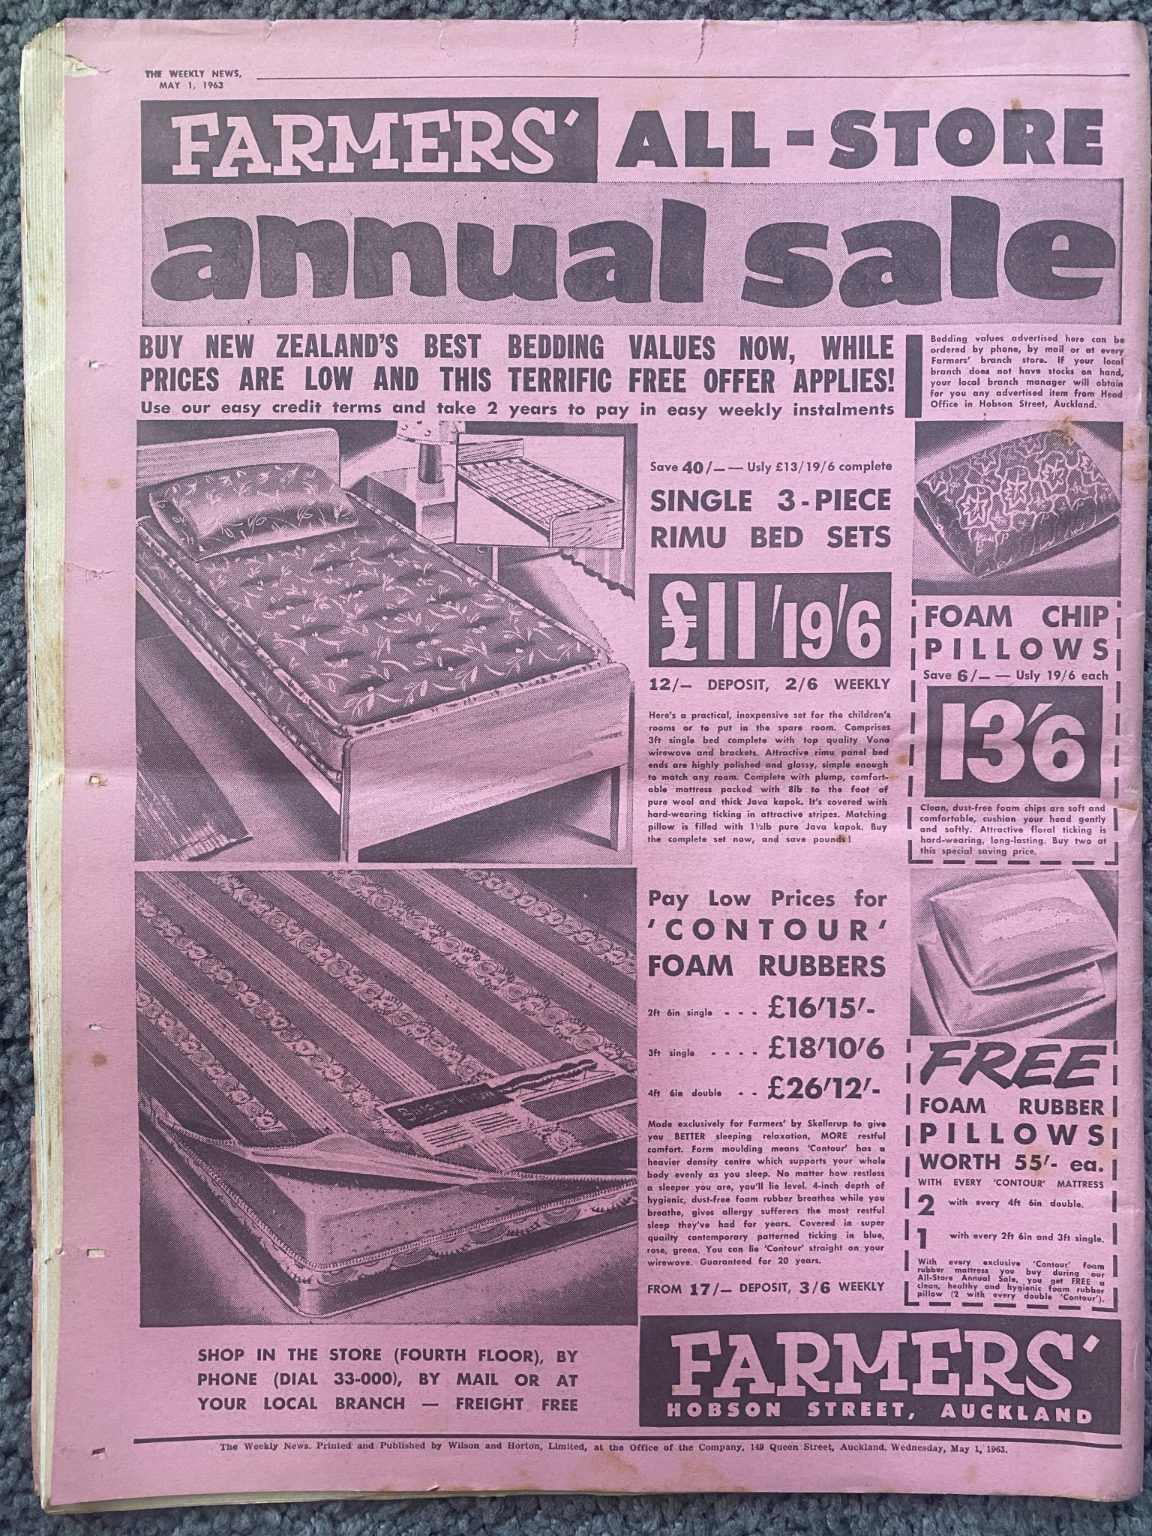 THE WEEKLY NEWS,
MAY 1, 1963
FARMERS' ALL-STORE
annual sale
BUY NEW ZEALAND'S BEST BEDDING VALUES NOW, WHILE
PRICES ARE LOW AND THIS TERRIFIC FREE OFFER APPLIES!
Use our easy credit terms and take 2 years to pay in easy weekly instalments
Bedding values advertised here can be
ordered by phone, by mail or at every
Farmers' branch store. If your local
branch does not have stocks on hand,
your local branch manager will obtain
for you any advertised item from Head
Office in Hobson Street, Auckland.
Save 40/— — Usly £13/19/6 complete
SINGLE 3-PIECE
RIMU BED SETS
£11/19/6
12/— DEPOSIT, 2/6 WEEKLY
Here's a practical, inexpensive set for the children's
rooms or to put in the spare room. Comprises
3ft single bed complete with top quality Vono
wirewove and brackets. Attractive rimu panel bed
ends are highly polished and glossy, simple enough
to match any room. Complete with plump, comfort-
able mattress packed with 8lb to the foot of
pure wool and thick Java kapok. It's covered with
hard-wearing ticking in attractive stripes. Matching
pillow is filled with 1½lb pure Java kapok. Buy
the complete set now, and save pounds!
FOAM CHIP
PILLOWS
Save 6/— — Usly 19/6 each
13'6
Clean, dust-free foam chips are soft and
comfortable, cushion your head gently
and softly. Attractive floral ticking is
hard-wearing, long-lasting. Buy two at
this special saving price.
Pay Low Prices for
'CONTOUR'
FOAM RUBBERS
2ft 6in single - - - £16'15'-
3ft single - - - - £18'10'6
4ft 6in double - - £26'12'-
Made exclusively for Farmers' by Skellerup to give
you BETTER sleeping relaxation, MORE restful
comfort. Form moulding means 'Contour' has a
heavier density centre which supports your whole
body evenly as you sleep. No matter how restless
a sleeper you are, you'll lie level. 4-inch depth of
hygienic, dust-free foam rubber breathes while you
breathe, gives allergy sufferers the most restful
sleep they've had for years. Covered in super
quality contemporary patterned ticking in blue,
rose, green. You can lie 'Contour' straight on your
wirewove. Guaranteed for 20 years.
FROM 17/— DEPOSIT, 3/6 WEEKLY
FREE
FOAM RUBBER
PILLOWS
WORTH 55'- ea.
WITH EVERY 'CONTOUR' MATTRESS
2 with every 4ft 6in double.
1 with every 2ft 6in and 3ft single.
With every exclusive 'Contour' foam
rubber mattress you buy during our
All-Store Annual Sale, you get FREE a
clean, healthy and hygienic foam rubber
pillow (2 with every double 'Contour').
SHOP IN THE STORE (FOURTH FLOOR), BY
PHONE (DIAL 33-000), BY MAIL OR AT
YOUR LOCAL BRANCH — FREIGHT FREE
FARMERS'
HOBSON STREET, AUCKLAND
The Weekly News. Printed and Published by Wilson and Horton, Limited, at the Office of the Company, 149 Queen Street, Auckland. Wednesday, May 1, 1963.